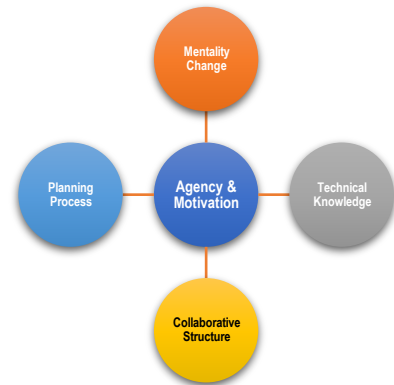 Mentality
Change
Planning
Process
Agency &
Motivation
Technical
Knowledge
Collaborative
Structure